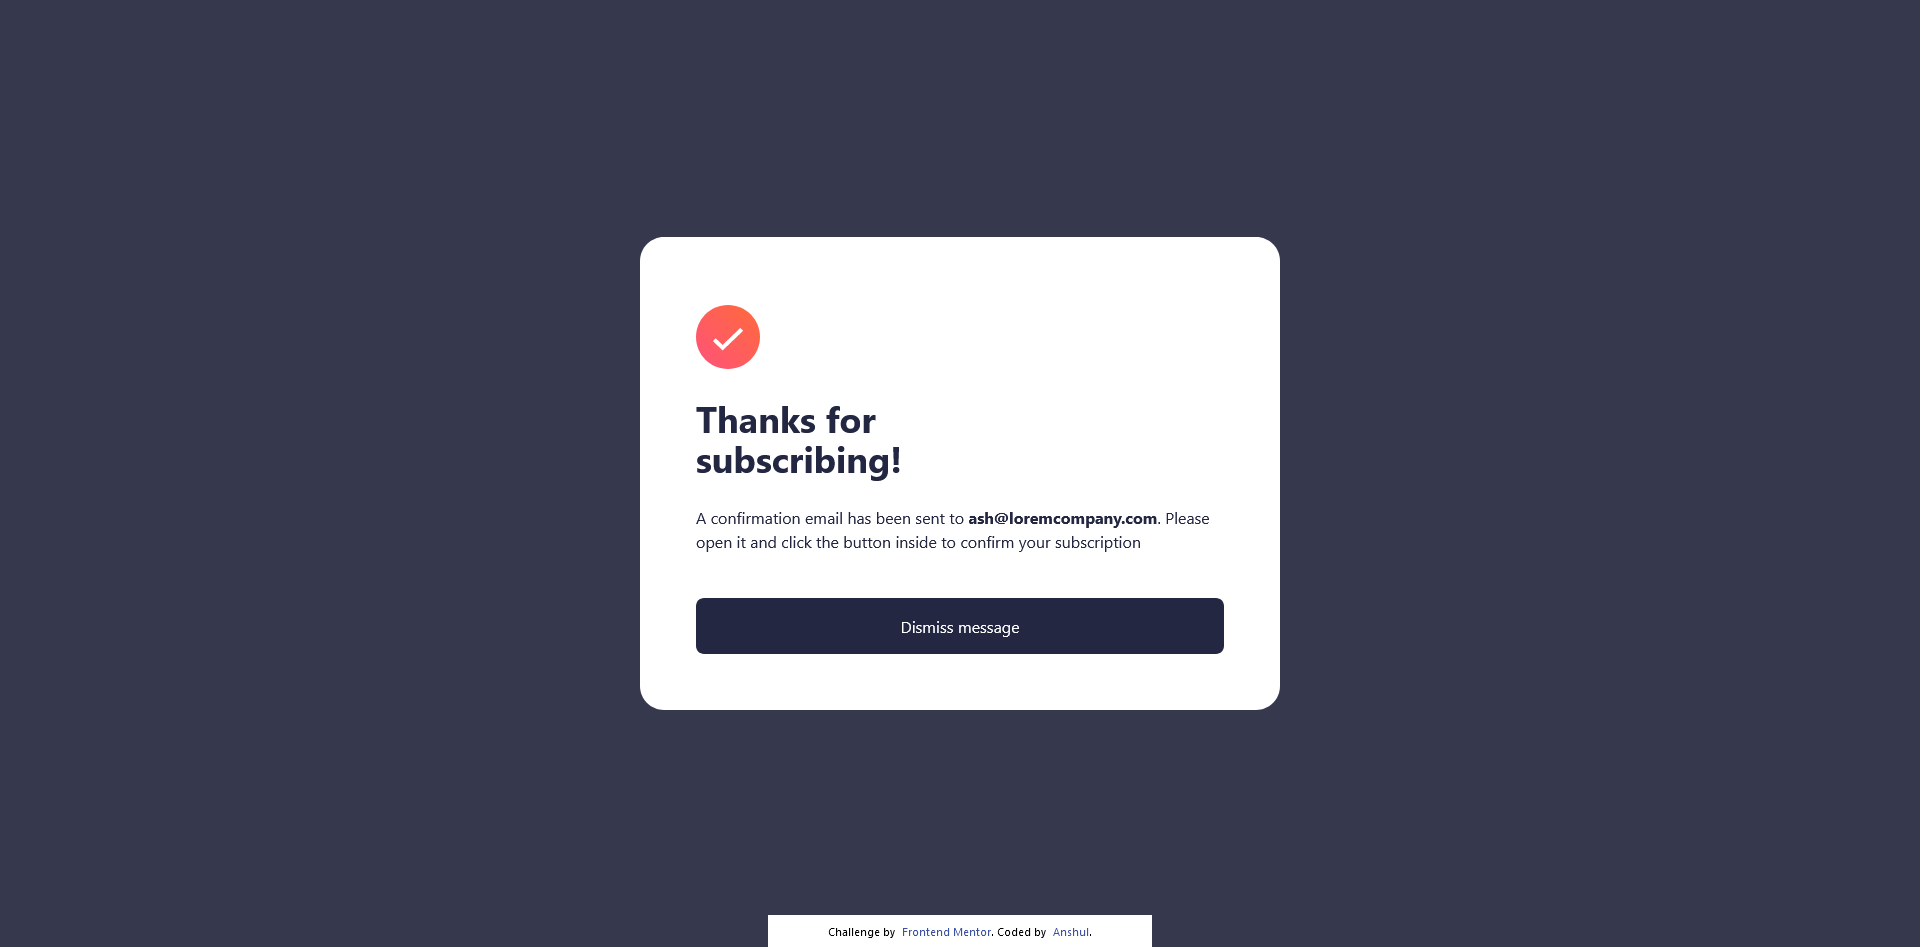 Thanks for
subscribing!
A confirmation email has been sent to ash@loremcompany.com. Please
open it and click the button inside to confirm your subscription
Dismiss message
Challenge by Frontend Mentor. Coded by Anshul.